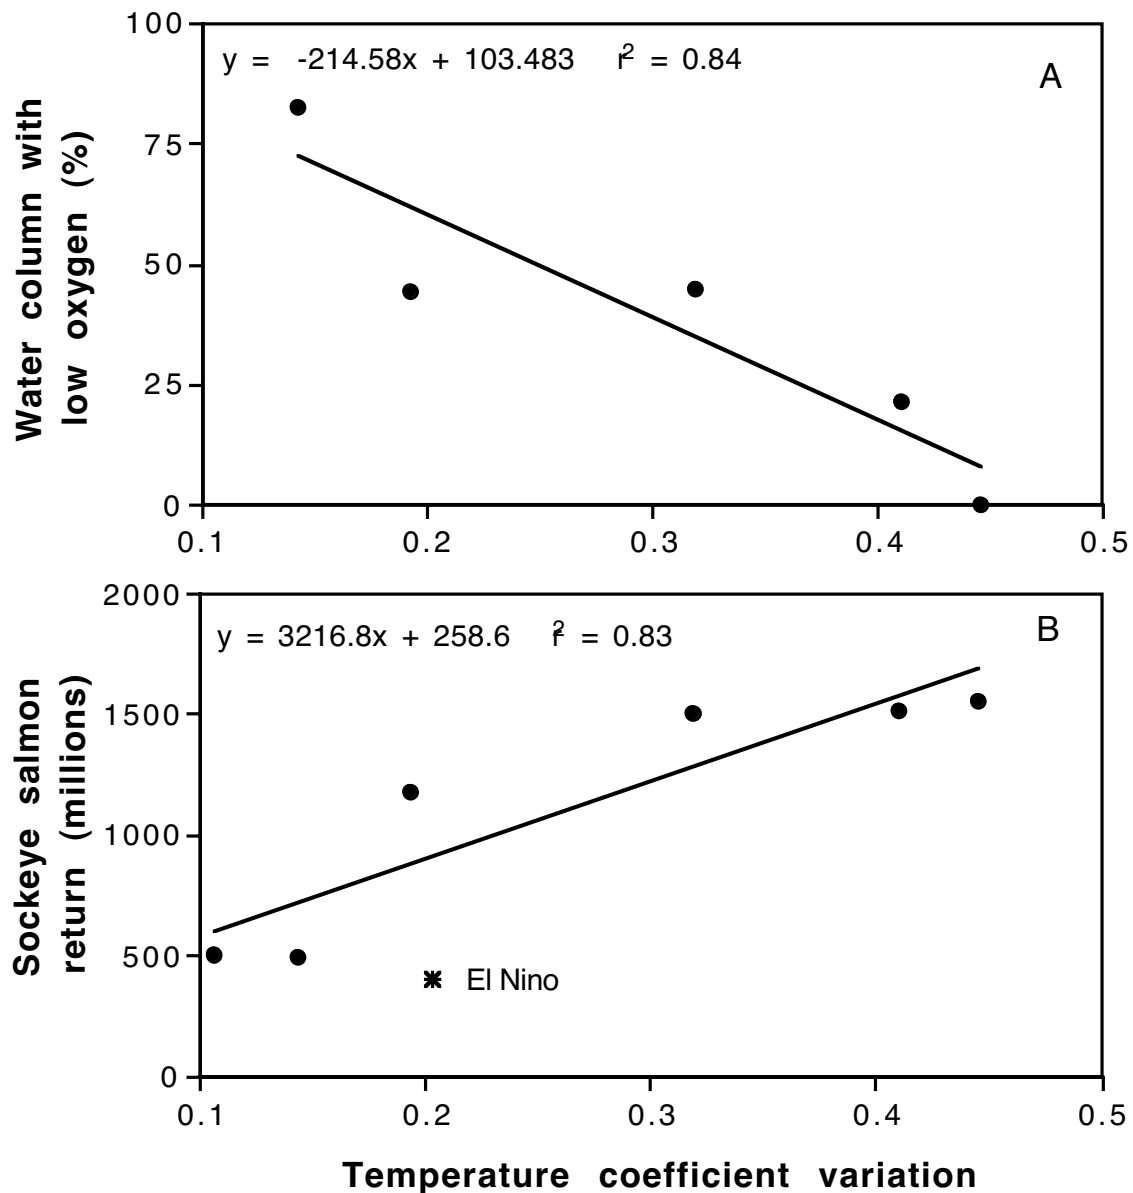 100
y = -214.58x + 103.483 r2 = 0.84
A
75
50
25
0
Water column with
low oxygen (%)
0.1 0.2 0.3 0.4 0.5
2000
y = 3216.8x + 258.6 r2 = 0.83
B
1500
1000
500
El Nino
0
Sockeye salmon
return (millions)
0.1 0.2 0.3 0.4 0.5
Temperature coefficient variation